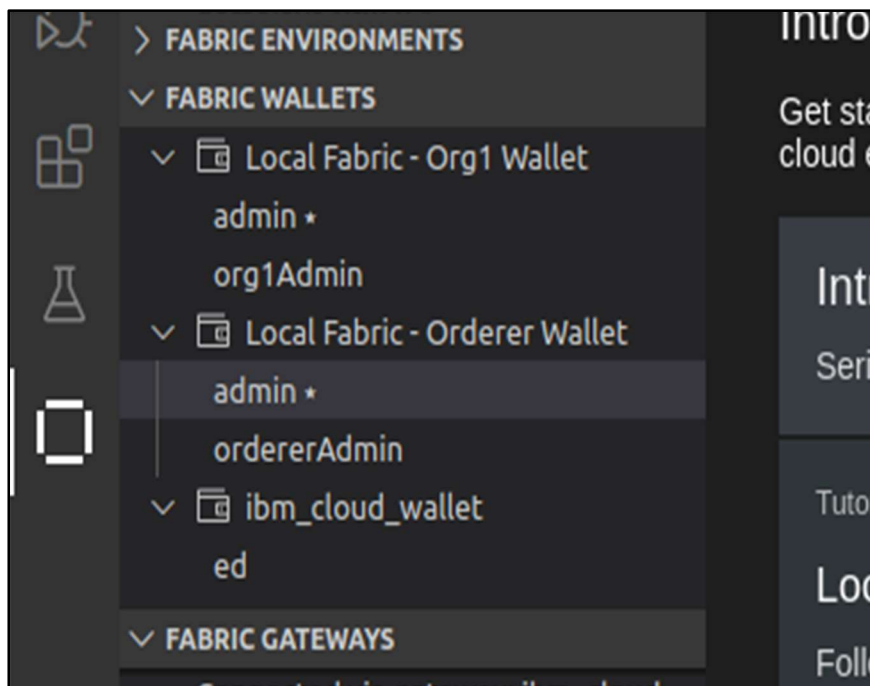 FABRIC ENVIRONMENTS
FABRIC WALLETS
Local Fabric - Org1 Wallet
admin ⋆
org1Admin
Local Fabric - Orderer Wallet
admin ⋆
ordererAdmin
ibm_cloud_wallet
ed
FABRIC GATEWAYS
Intro
Get sta
cloud e
Intr
Seri
Tuto
Loc
Follo